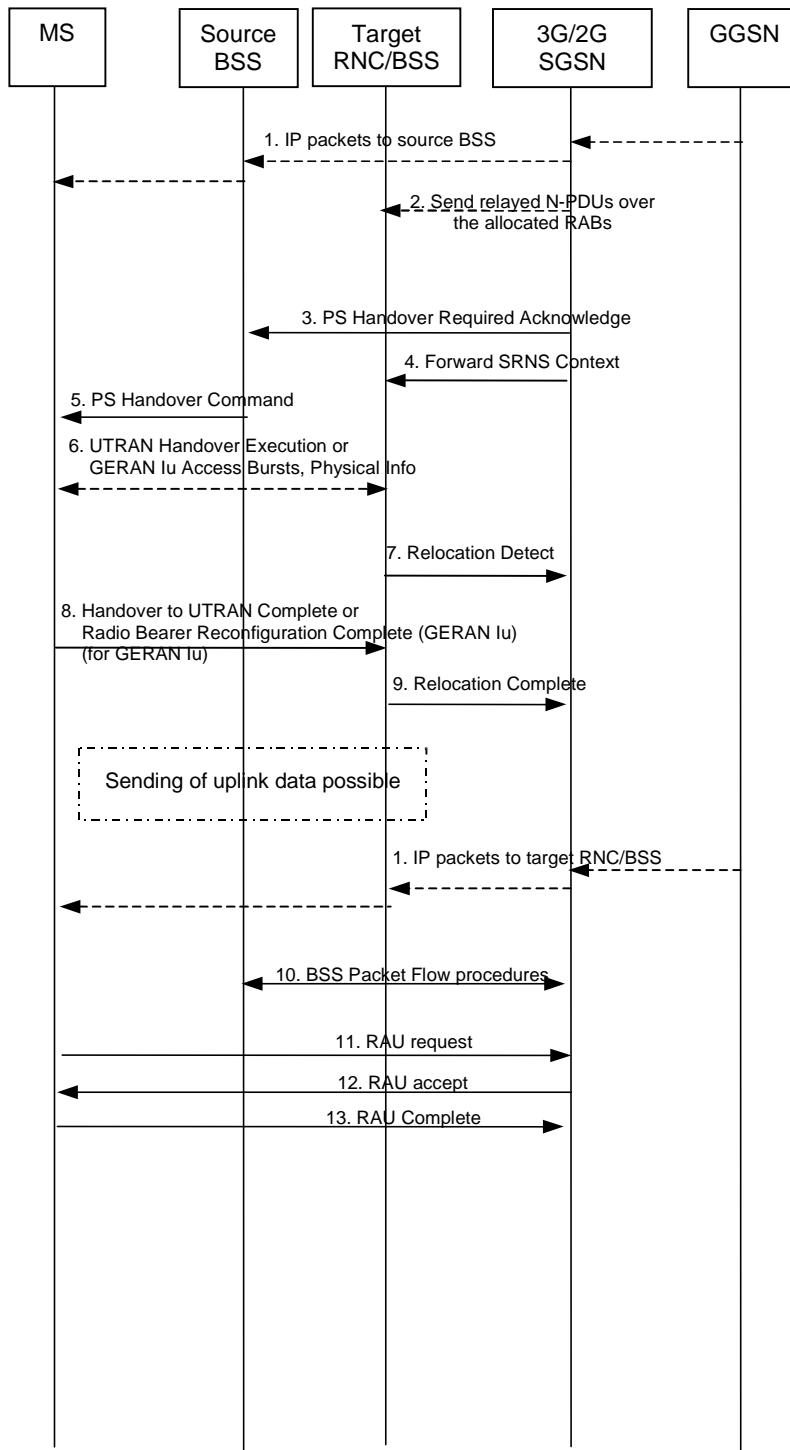 MS
Source
BSS
Target
RNC/BSS
3G/2G
SGSN
GGSN
1. IP packets to source BSS
2. Send relayed N-PDUs over
the allocated RABs
3. PS Handover Required Acknowledge
4. Forward SRNS Context
5. PS Handover Command
6. UTRAN Handover Execution or
GERAN Iu Access Bursts, Physical Info
7. Relocation Detect
8. Handover to UTRAN Complete or
Radio Bearer Reconfiguration Complete (GERAN Iu)
(for GERAN Iu)
9. Relocation Complete
Sending of uplink data possible
1. IP packets to target RNC/BSS
10. BSS Packet Flow procedures
11. RAU request
12. RAU accept
13. RAU Complete